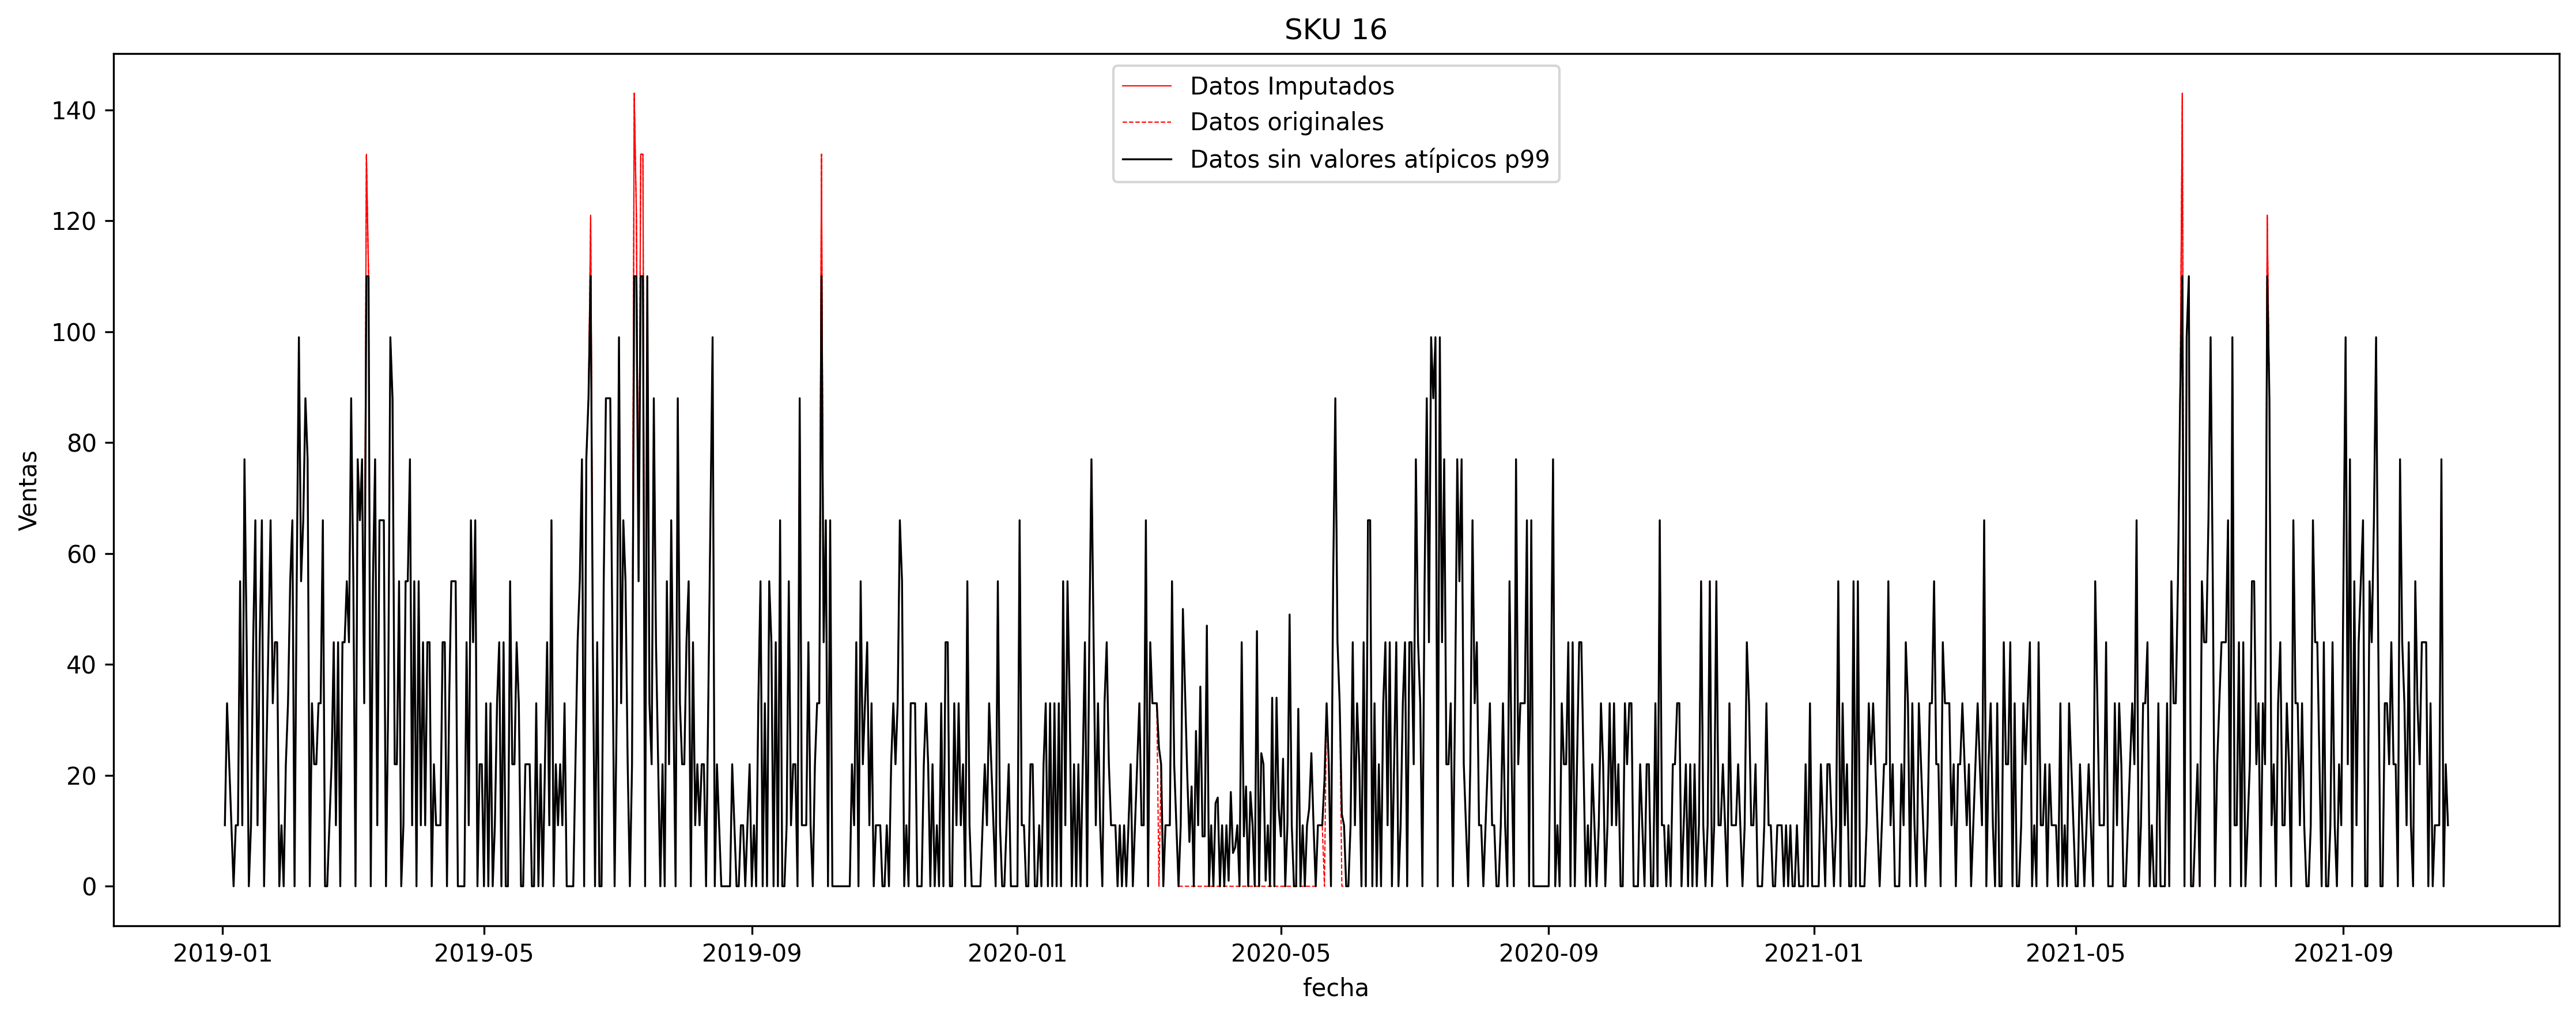 SKU 16
Datos Imputados
Datos originales
Datos sin valores atípicos p99
140
120
100
80
60
40
20
0
Ventas
2019-01 2019-05 2019-09 2020-01 2020-05 2020-09 2021-01 2021-05 2021-09
fecha